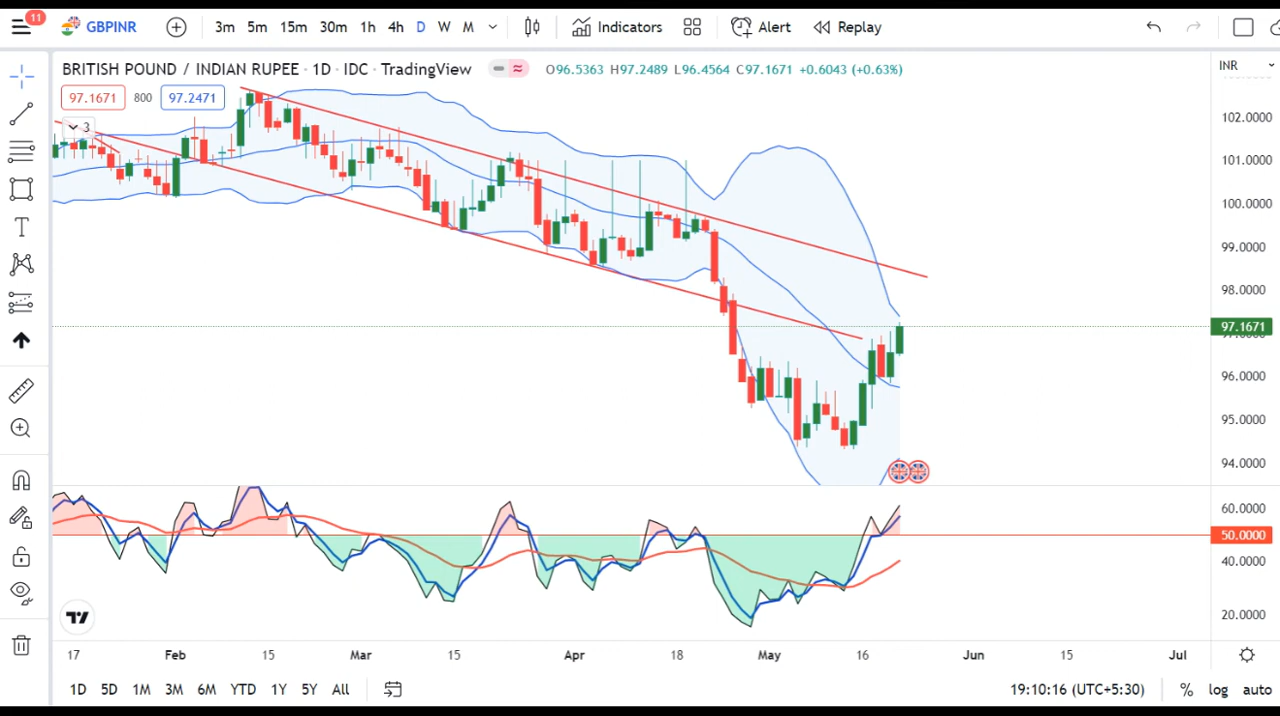 11
GBPINR
3m 5m 15m 30m 1h 4h D W M
Indicators
Alert
Replay
BRITISH POUND / INDIAN RUPEE · 1D · IDC · TradingView
O96.5363 H97.2489 L96.4564 C97.1671 +0.6043 (+0.63%)
INR
97.1671 800 97.2471
3
102.0000
101.0000
100.0000
99.0000
98.0000
97.1671
96.0000
95.0000
94.0000
60.0000
50.0000
40.0000
20.0000
17 Feb 15 Mar 15 Apr 18 May 16 Jun 15 Jul
1D 5D 1M 3M 6M YTD 1Y 5Y All
19:10:16 (UTC+5:30)
% log auto